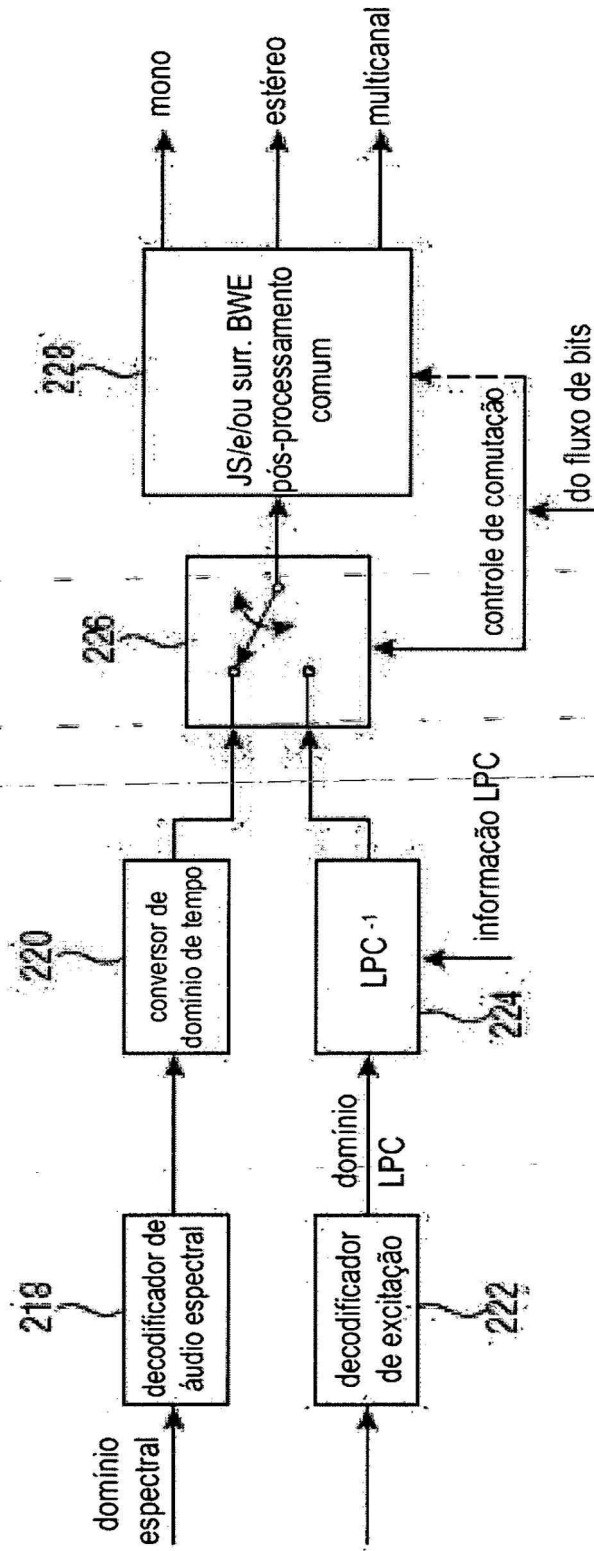 domínio
espectral
218
decodificador de
áudio espectral
220
conversor de
domínio de tempo
222
decodificador
de excitação
domínio
LPC
224
LPC⁻¹
informação LPC
226
controle de comutação
do fluxo de bits
228
JS/e/ou surr. BWE
pós-processamento
comum
mono
estéreo
multicanal